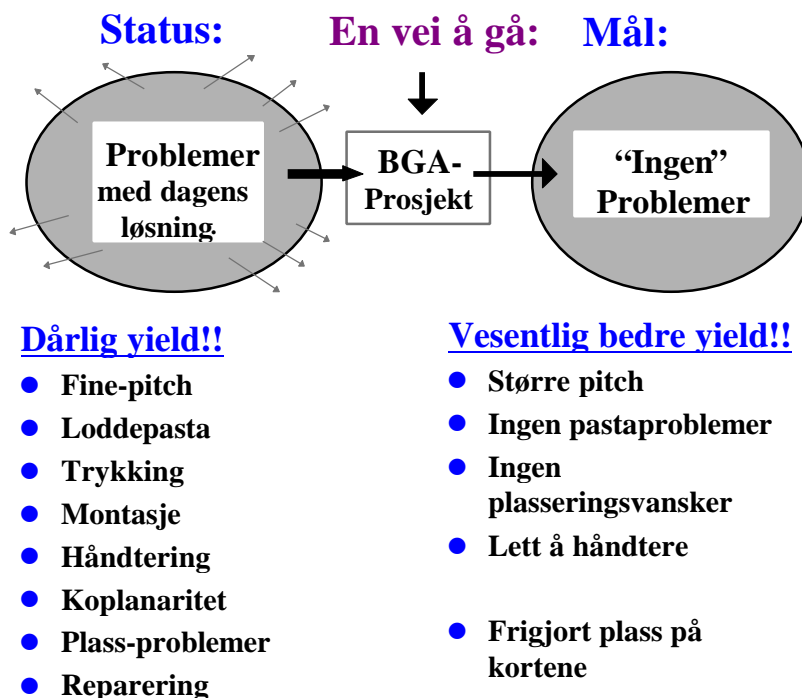 Status:
En vei å gå:
Mål:
Problemer
med dagens
løsning.
BGA-
Prosjekt
“Ingen”
Problemer
Dårlig yield!!
Fine-pitch
Loddepasta
Trykking
Montasje
Håndtering
Koplanaritet
Plass-problemer
Reparering
Vesentlig bedre yield!!
Større pitch
Ingen pastaproblemer
Ingen
plasseringsvansker
Lett å håndtere
Frigjort plass på
kortene